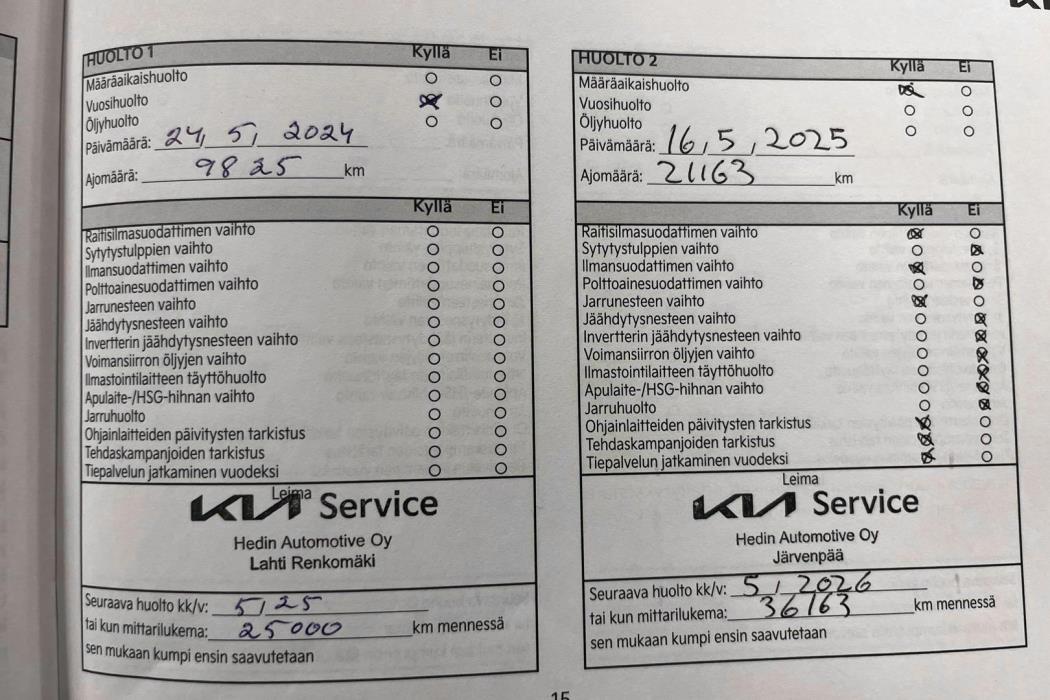 HUOLTO 1 Kyllä Ei
Määräaikaishuolto
Vuosihuolto
Öljyhuolto
Päivämäärä: 24, 5, 2024
Ajomäärä: 9825 km
Kyllä Ei
Raitisilmasuodattimen vaihto
Sytytystulppien vaihto
Ilmansuodattimen vaihto
Polttoainesuodattimen vaihto
Jarrunesteen vaihto
Jäähdytysnesteen vaihto
Invertterin jäähdytysnesteen vaihto
Voimansiirron öljyjen vaihto
Ilmastointilaitteen täyttöhuolto
Apulaite-/HSG-hihnan vaihto
Jarruhuolto
Ohjainlaitteiden päivitysten tarkistus
Tehdaskampanjoiden tarkistus
Tiepalvelun jatkaminen vuodeksi
Leima
KIA Service
Hedin Automotive Oy
Lahti Renkomäki
Seuraava huolto kk/v: 5, 25
tai kun mittarilukema: 25000 km mennessä
sen mukaan kumpi ensin saavutetaan
HUOLTO 2 Kyllä Ei
Määräaikaishuolto
Vuosihuolto
Öljyhuolto
Päivämäärä: 16, 5, 2025
Ajomäärä: 21163 km
Kyllä Ei
Raitisilmasuodattimen vaihto
Sytytystulppien vaihto
Ilmansuodattimen vaihto
Polttoainesuodattimen vaihto
Jarrunesteen vaihto
Jäähdytysnesteen vaihto
Invertterin jäähdytysnesteen vaihto
Voimansiirron öljyjen vaihto
Ilmastointilaitteen täyttöhuolto
Apulaite-/HSG-hihnan vaihto
Jarruhuolto
Ohjainlaitteiden päivitysten tarkistus
Tehdaskampanjoiden tarkistus
Tiepalvelun jatkaminen vuodeksi
Leima
KIA Service
Hedin Automotive Oy
Järvenpää
Seuraava huolto kk/v: 5, 2026
tai kun mittarilukema: 36163 km mennessä
sen mukaan kumpi ensin saavutetaan
15